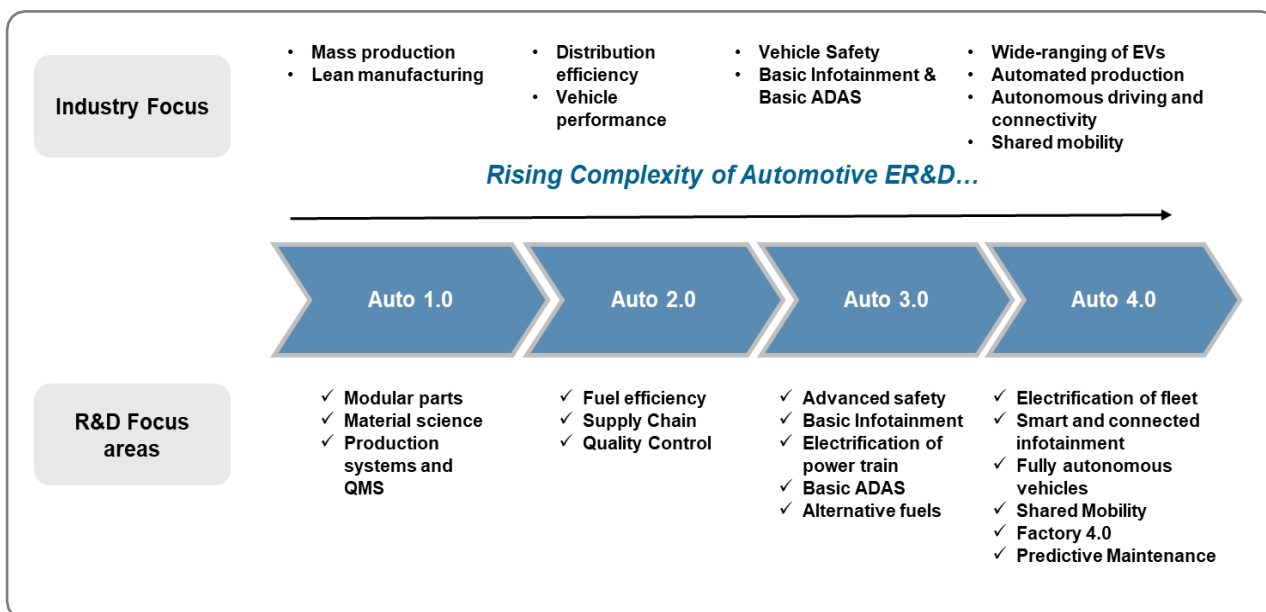 Industry Focus
• Mass production
• Lean manufacturing
• Distribution
efficiency
• Vehicle
performance
• Vehicle Safety
• Basic Infotainment &
Basic ADAS
• Wide-ranging of EVs
• Automated production
• Autonomous driving and
connectivity
• Shared mobility
Rising Complexity of Automotive ER&D…
Auto 1.0
Auto 2.0
Auto 3.0
Auto 4.0
R&D Focus
areas
✓ Modular parts
✓ Material science
✓ Production
systems and
QMS
✓ Fuel efficiency
✓ Supply Chain
✓ Quality Control
✓ Advanced safety
✓ Basic Infotainment
✓ Electrification of
power train
✓ Basic ADAS
✓ Alternative fuels
✓ Electrification of fleet
✓ Smart and connected
infotainment
✓ Fully autonomous
vehicles
✓ Shared Mobility
✓ Factory 4.0
✓ Predictive Maintenance